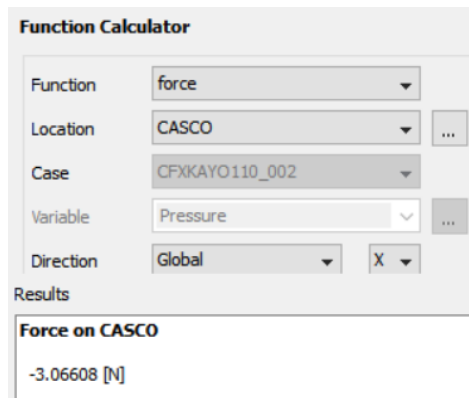 Function Calculator
Function force
Location CASCO ...
Case CFXKAYO110_002
Variable Pressure ...
Direction Global X
Results
Force on CASCO
-3.06608 [N]